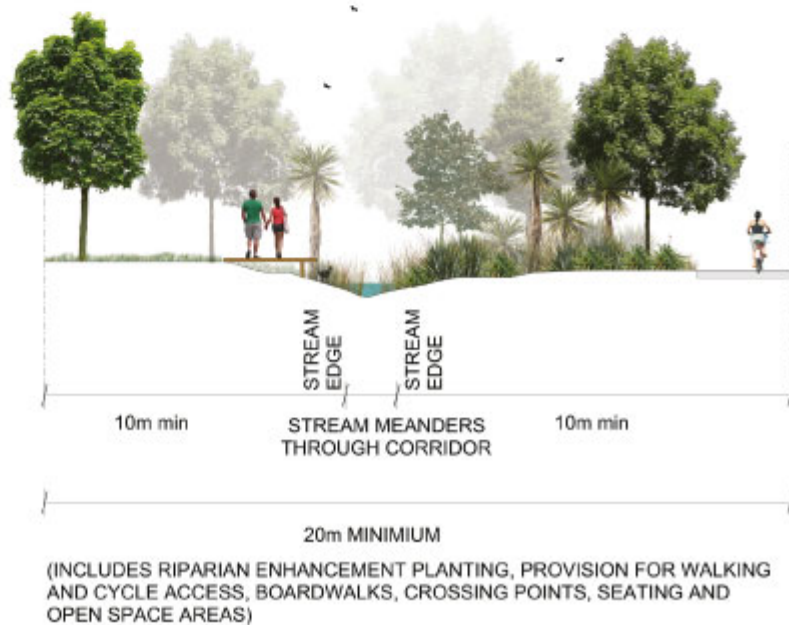 STREAM
EDGE
STREAM
EDGE
10m min
STREAM MEANDERS
THROUGH CORRIDOR
10m min
20m MINIMIUM
(INCLUDES RIPARIAN ENHANCEMENT PLANTING, PROVISION FOR WALKING
AND CYCLE ACCESS, BOARDWALKS, CROSSING POINTS, SEATING AND
OPEN SPACE AREAS)